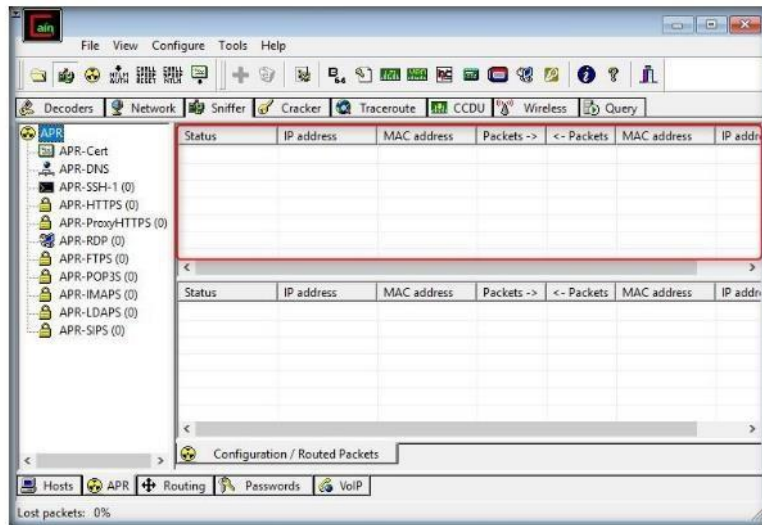 ain
File View Configure Tools Help
Decoders Network Sniffer Cracker Traceroute CCDU Wireless Query
APR
APR-Cert
APR-DNS
APR-SSH-1 (0)
APR-HTTPS (0)
APR-ProxyHTTPS (0)
APR-RDP (0)
APR-FTPS (0)
APR-POP3S (0)
APR-IMAPS (0)
APR-LDAPS (0)
APR-SIPS (0)
Status IP address MAC address Packets -> <- Packets MAC address IP addr
Status IP address MAC address Packets -> <- Packets MAC address IP addr
Configuration / Routed Packets
Hosts APR Routing Passwords VoIP
Lost packets: 0%